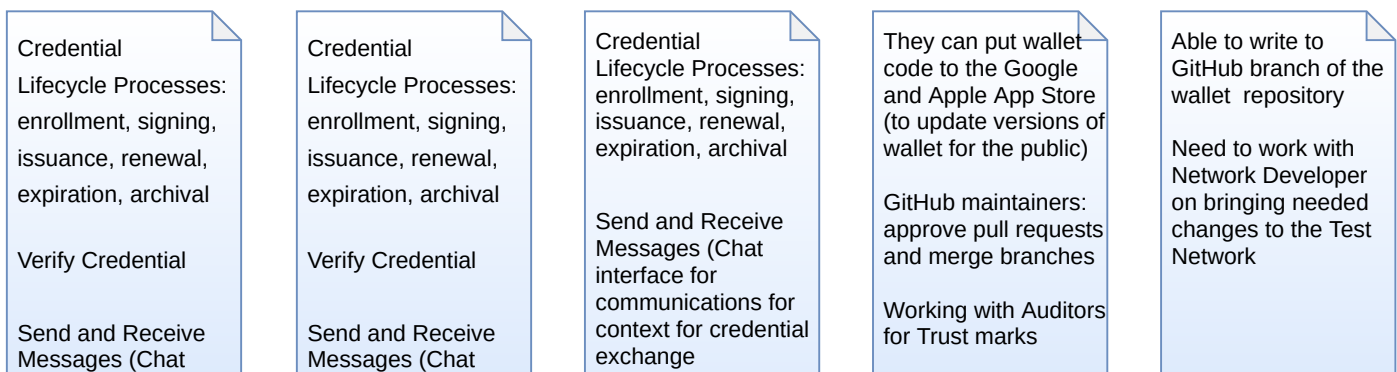 Credential
Lifecycle Processes:
enrollment, signing,
issuance, renewal,
expiration, archival
Verify Credential
Send and Receive
Messages (Chat
Credential
Lifecycle Processes:
enrollment, signing,
issuance, renewal,
expiration, archival
Verify Credential
Send and Receive
Messages (Chat
Credential
Lifecycle Processes:
enrollment, signing,
issuance, renewal,
expiration, archival
Send and Receive
Messages (Chat
interface for
communications for
context for credential
exchange
They can put wallet
code to the Google
and Apple App Store
(to update versions of
wallet for the public)
GitHub maintainers:
approve pull requests
and merge branches
Working with Auditors
for Trust marks
Able to write to
GitHub branch of the
wallet  repository
Need to work with
Network Developer
on bringing needed
changes to the Test
Network